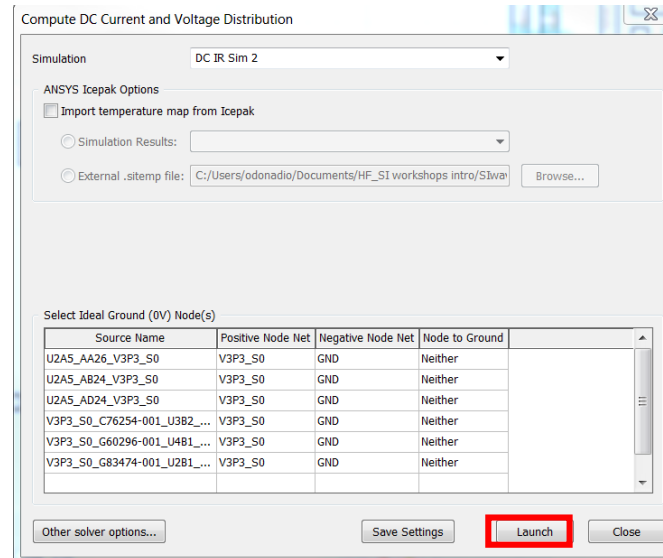 Compute DC Current and Voltage Distribution
Simulation DC IR Sim 2
ANSYS Icepak Options
Import temperature map from Icepak
Simulation Results:
External .sitemp file: C:/Users/odonadio/Documents/HF_SI workshops intro/SIwav Browse...
Select Ideal Ground (0V) Node(s)
Source Name Positive Node Net Negative Node Net Node to Ground
U2A5_AA26_V3P3_S0 V3P3_S0 GND Neither
U2A5_AB24_V3P3_S0 V3P3_S0 GND Neither
U2A5_AD24_V3P3_S0 V3P3_S0 GND Neither
V3P3_S0_C76254-001_U3B2_... V3P3_S0 GND Neither
V3P3_S0_G60296-001_U4B1_... V3P3_S0 GND Neither
V3P3_S0_G83474-001_U2B1_... V3P3_S0 GND Neither
Other solver options... Save Settings Launch Close